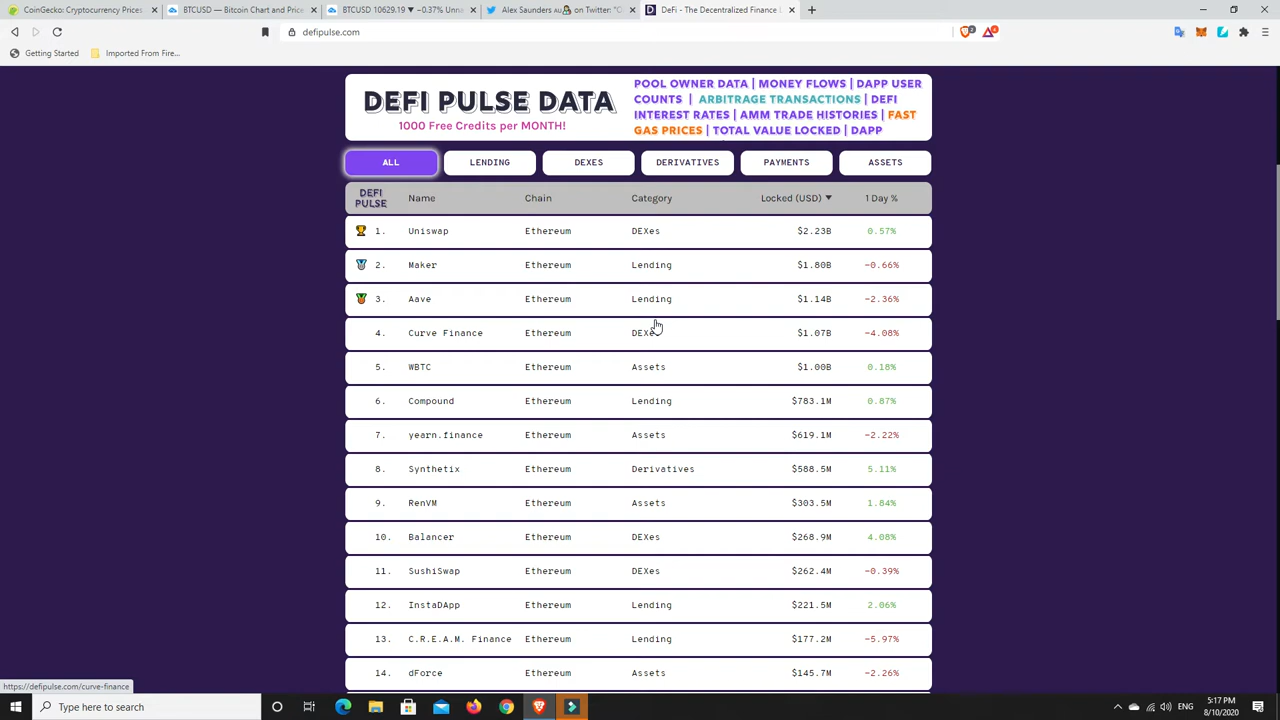 CoinGecko: Cryptocurrency Prices
BTCUSD — Bitcoin Chart and Price
BTCUSD 10629.19 ▼ −0.37% Unna
Alex Saunders AU on Twitter: "C
DeFi - The Decentralized Finance L
defipulse.com
Getting Started
Imported From Fire...
DEFI PULSE DATA
1000 Free Credits per MONTH!
POOL OWNER DATA | MONEY FLOWS | DAPP USER
COUNTS | ARBITRAGE TRANSACTIONS | DEFI
INTEREST RATES | AMM TRADE HISTORIES | FAST
GAS PRICES | TOTAL VALUE LOCKED | DAPP
ALL LENDING DEXES DERIVATIVES PAYMENTS ASSETS
DEFI
PULSE
Name Chain Category Locked (USD) ▼ 1 Day %
1. Uniswap Ethereum DEXes $2.23B 0.57%
2. Maker Ethereum Lending $1.80B −0.66%
3. Aave Ethereum Lending $1.14B −2.36%
4. Curve Finance Ethereum DEXes $1.07B −4.08%
5. WBTC Ethereum Assets $1.00B 0.18%
6. Compound Ethereum Lending $783.1M 0.87%
7. yearn.finance Ethereum Assets $619.1M −2.22%
8. Synthetix Ethereum Derivatives $588.5M 5.11%
9. RenVM Ethereum Assets $303.5M 1.84%
10. Balancer Ethereum DEXes $268.9M 4.08%
11. SushiSwap Ethereum DEXes $262.4M −0.39%
12. InstaDApp Ethereum Lending $221.5M 2.06%
13. C.R.E.A.M. Finance Ethereum Lending $177.2M −5.97%
14. dForce Ethereum Assets $145.7M −2.26%
https://defipulse.com/curve-finance
Type here to search
ENG
5:17 PM
8/10/2020